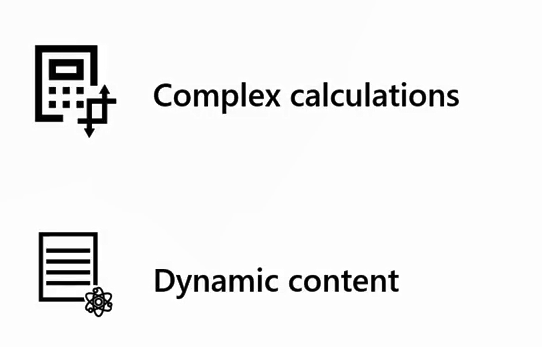 Complex calculations
Dynamic content